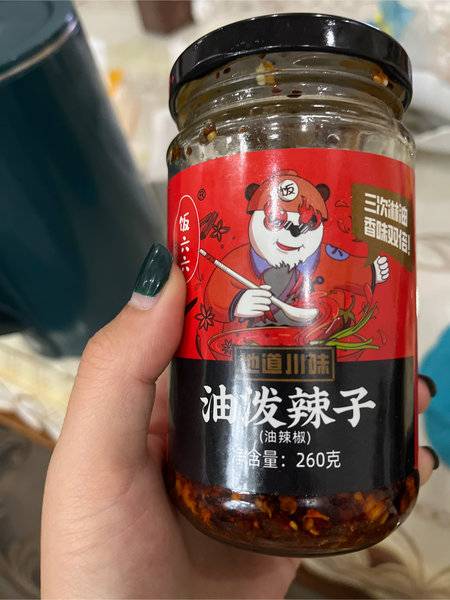 饭
三次淋油
香味双倍!
饭六六
®
地道川味
油泼辣子
(油辣椒)
净含量: 260克